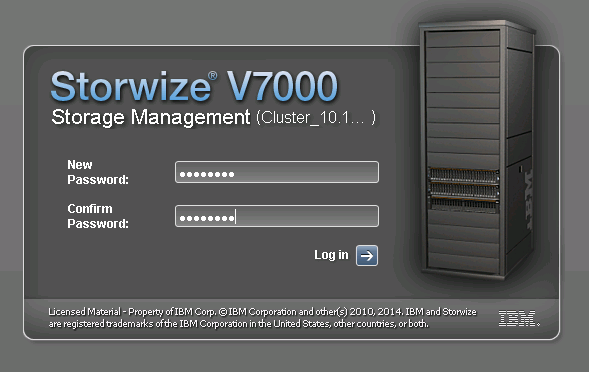 Storwize® V7000
Storage Management (Cluster_10.1... )
New
Password:
••••••••
Confirm
Password:
••••••••
Log in
Licensed Material - Property of IBM Corp. © IBM Corporation and other(s) 2010, 2014. IBM and Storwize
are registered trademarks of the IBM Corporation in the United States, other countries, or both.
IBM.
IBM